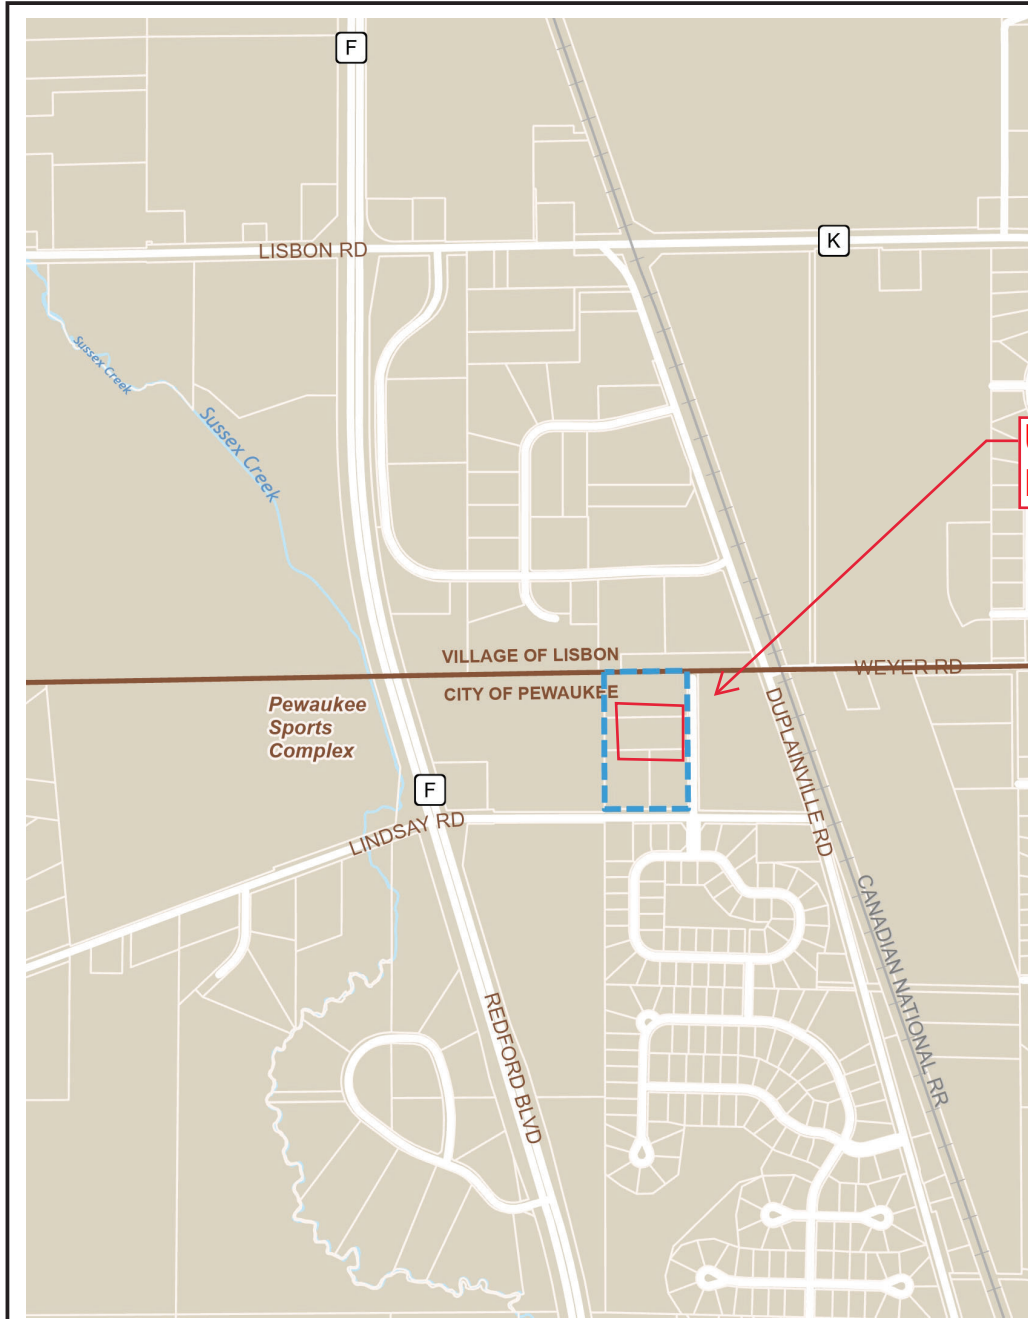 F
LISBON RD
K
Sussex Creek
Sussex Creek
VILLAGE OF LISBON
WEYER RD
CITY OF PEWAUKEE
Pewaukee
Sports
Complex
F
LINDSAY RD
DUPLAINVILLE RD
CANADIAN NATIONAL RR
REDFORD BLVD